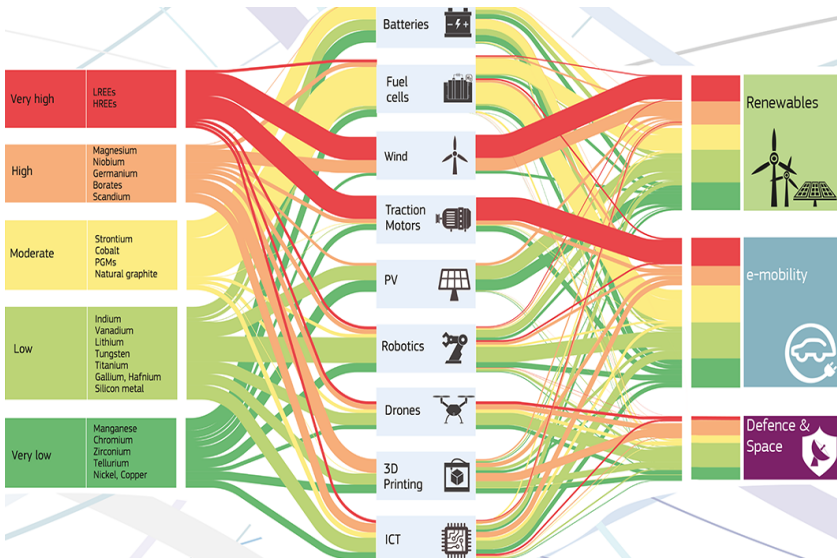 Very high
LREEs
HREEs
High
Magnesium
Niobium
Germanium
Borates
Scandium
Moderate
Strontium
Cobalt
PGMs
Natural graphite
Low
Indium
Vanadium
Lithium
Tungsten
Titanium
Gallium, Hafnium
Silicon metal
Very low
Manganese
Chromium
Zirconium
Tellurium
Nickel, Copper
Batteries
Fuel
cells
Wind
Traction
Motors
PV
Robotics
Drones
3D
Printing
ICT
Renewables
e-mobility
Defence &
Space